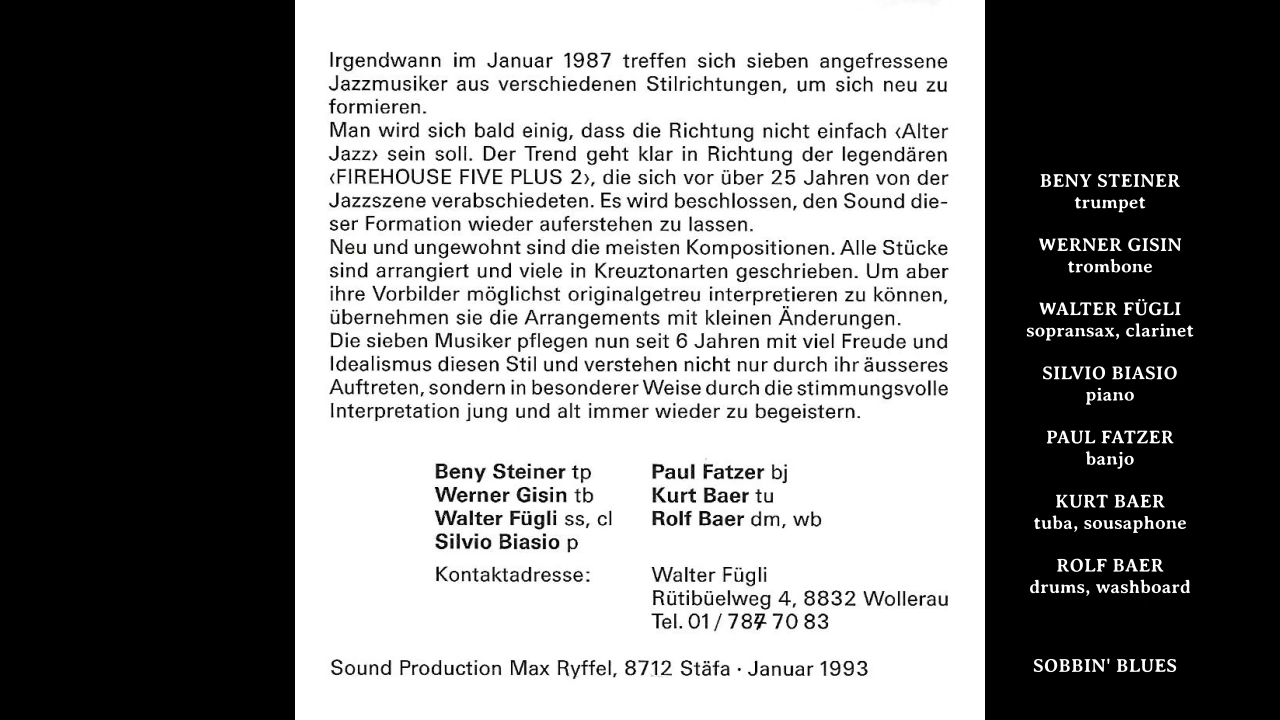 Irgendwann im Januar 1987 treffen sich sieben angefressene
Jazzmusiker aus verschiedenen Stilrichtungen, um sich neu zu
formieren.
Man wird sich bald einig, dass die Richtung nicht einfach ‹Alter
Jazz› sein soll. Der Trend geht klar in Richtung der legendären
‹FIREHOUSE FIVE PLUS 2›, die sich vor über 25 Jahren von der
Jazzszene verabschiedeten. Es wird beschlossen, den Sound die-
ser Formation wieder auferstehen zu lassen.
Neu und ungewohnt sind die meisten Kompositionen. Alle Stücke
sind arrangiert und viele in Kreuztonarten geschrieben. Um aber
ihre Vorbilder möglichst originalgetreu interpretieren zu können,
übernehmen sie die Arrangements mit kleinen Änderungen.
Die sieben Musiker pflegen nun seit 6 Jahren mit viel Freude und
Idealismus diesen Stil und verstehen nicht nur durch ihr äusseres
Auftreten, sondern in besonderer Weise durch die stimmungsvolle
Interpretation jung und alt immer wieder zu begeistern.
Beny Steiner tp
Werner Gisin tb
Walter Fügli ss, cl
Silvio Biasio p
Paul Fatzer bj
Kurt Baer tu
Rolf Baer dm, wb
Kontaktadresse:
Walter Fügli
Rütibüelweg 4, 8832 Wollerau
Tel. 01 / 70 83
Sound Production Max Ryffel, 8712 Stäfa · Januar 1993
BENY STEINER
trumpet
WERNER GISIN
trombone
WALTER FÜGLI
sopransax, clarinet
SILVIO BIASIO
piano
PAUL FATZER
banjo
KURT BAER
tuba, sousaphone
ROLF BAER
drums, washboard
SOBBIN' BLUES